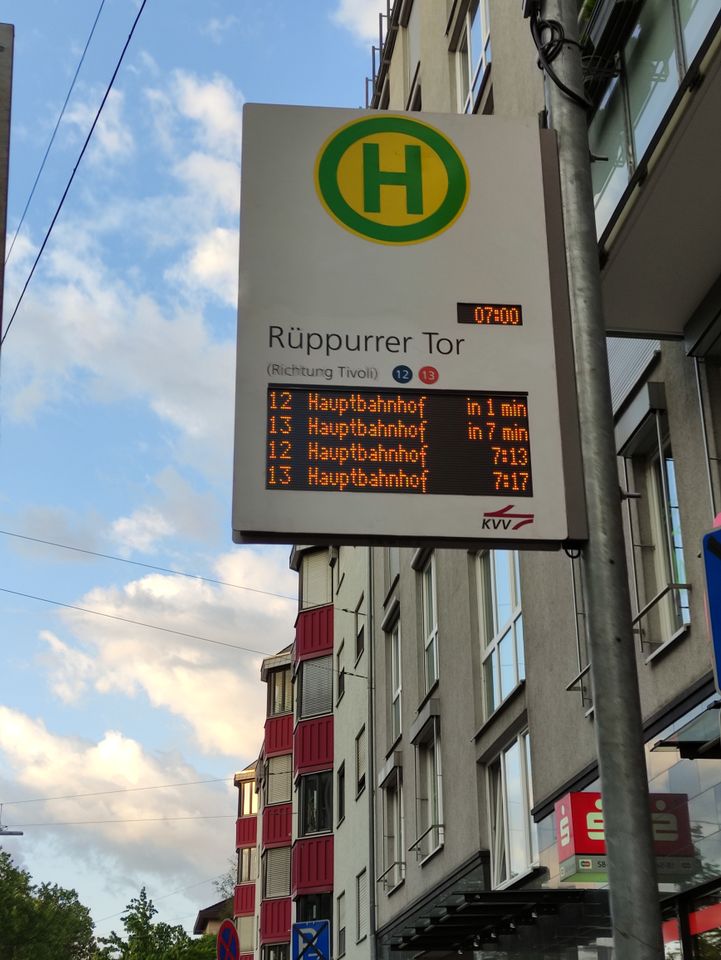 H
07:00
Rüppurrer Tor
(Richtung Tivoli) 12 13
12 Hauptbahnhof in 1 min
13 Hauptbahnhof in 7 min
12 Hauptbahnhof 7:13
13 Hauptbahnhof 7:17
KVV
SB